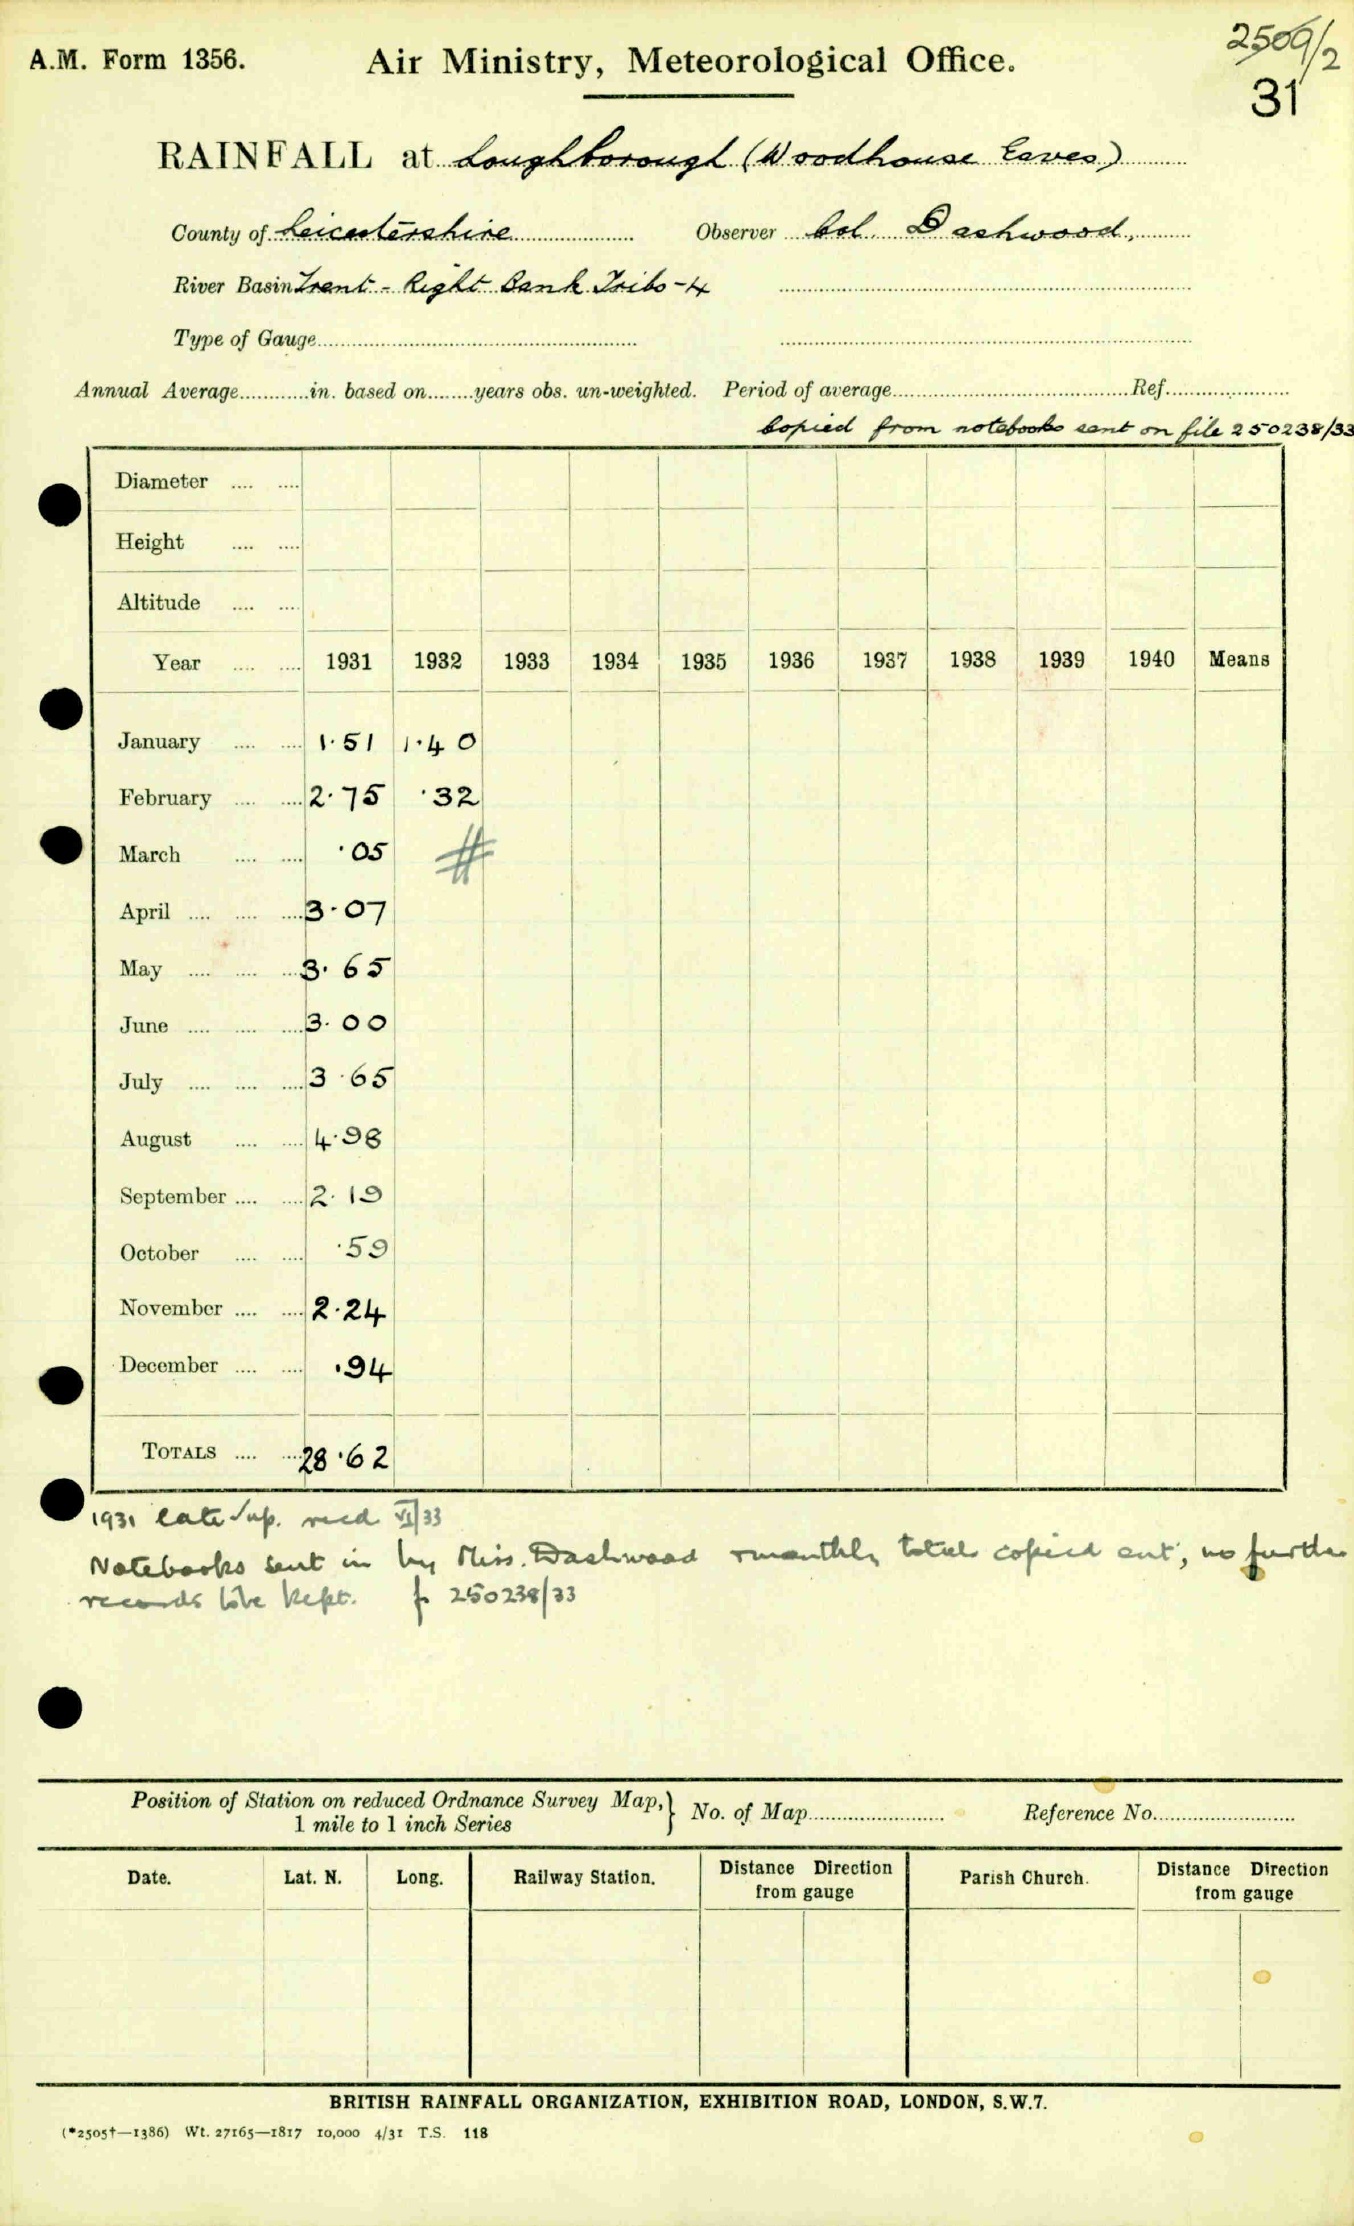 A.M. Form 1356.
Air Ministry, Meteorological Office.
2506/2
31
RAINFALL at Loughborough (Woodhouse Eaves)
County of Leicestershire Observer Col. Dashwood,
River Basin Trent - Right Bank Tribs - 4
Type of Gauge
Annual Average in. based on years obs. un-weighted. Period of average Ref.
Copied from notebooks sent on file 250238/33
Diameter
Height
Altitude
Year 1931 1932 1933 1934 1935 1936 1937 1938 1939 1940 Means
January 1.51 1.40
February 2.75 .32
March .05 #
April 3.07
May 3.65
June 3.00
July 3.65
August 4.98
September 2.19
October .59
November 2.24
December .94
TOTALS 28.62
1931 late Sup. recd VI/33
Notebooks sent in by Miss. Dashwood monthly totals copied out, no further
records to be kept. 250238/33
Position of Station on reduced Ordnance Survey Map,} No. of Map Reference No.
1 mile to 1 inch Series
Date. Lat. N. Long. Railway Station. Distance Direction from gauge Parish Church. Distance Direction from gauge
BRITISH RAINFALL ORGANIZATION, EXHIBITION ROAD, LONDON, S.W.7.
(*2505†—1386) Wt. 27165—1817 10,000 4/31 T.S. 118